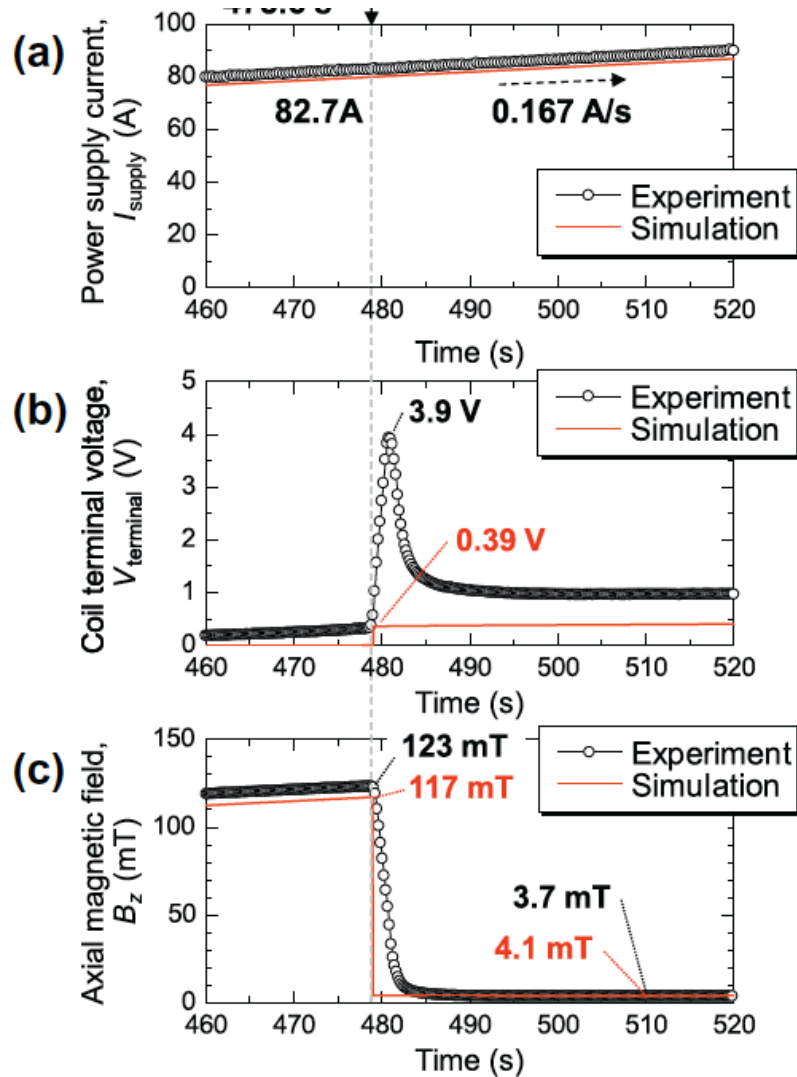 (a)
Power supply current,
I_supply (A)
100
80
60
40
20
0
82.7A
0.167 A/s
Experiment
Simulation
460 470 480 490 500 510 520
Time (s)
(b)
Coil terminal voltage,
V_terminal (V)
5
4
3
2
1
0
3.9 V
0.39 V
Experiment
Simulation
460 470 480 490 500 510 520
Time (s)
(c)
Axial magnetic field,
B_z (mT)
150
100
50
0
123 mT
117 mT
3.7 mT
4.1 mT
Experiment
Simulation
460 470 480 490 500 510 520
Time (s)